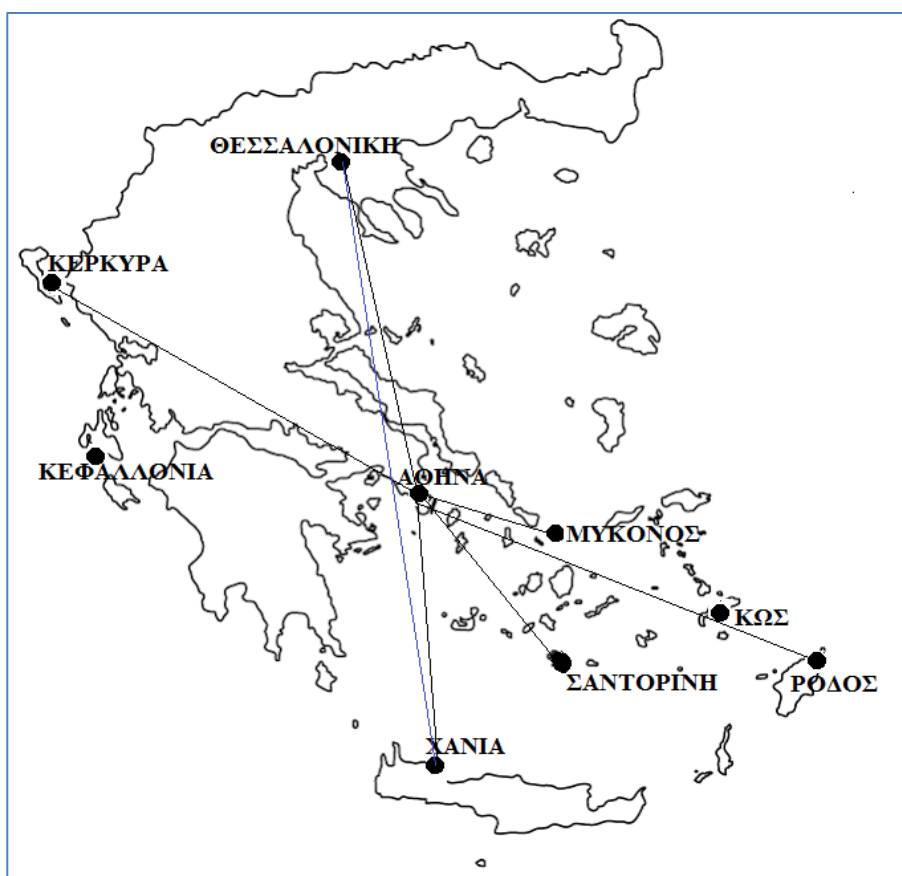 ΘΕΣΣΑΛΟΝΙΚΗ
ΚΕΡΚΥΡΑ
ΚΕΦΑΛΛΟΝΙΑ
ΑΘΗΝΑ
ΜΥΚΟΝΟΣ
ΚΩΣ
ΣΑΝΤΟΡΙΝΗ
ΡΟΔΟΣ
ΧΑΝΙΑ